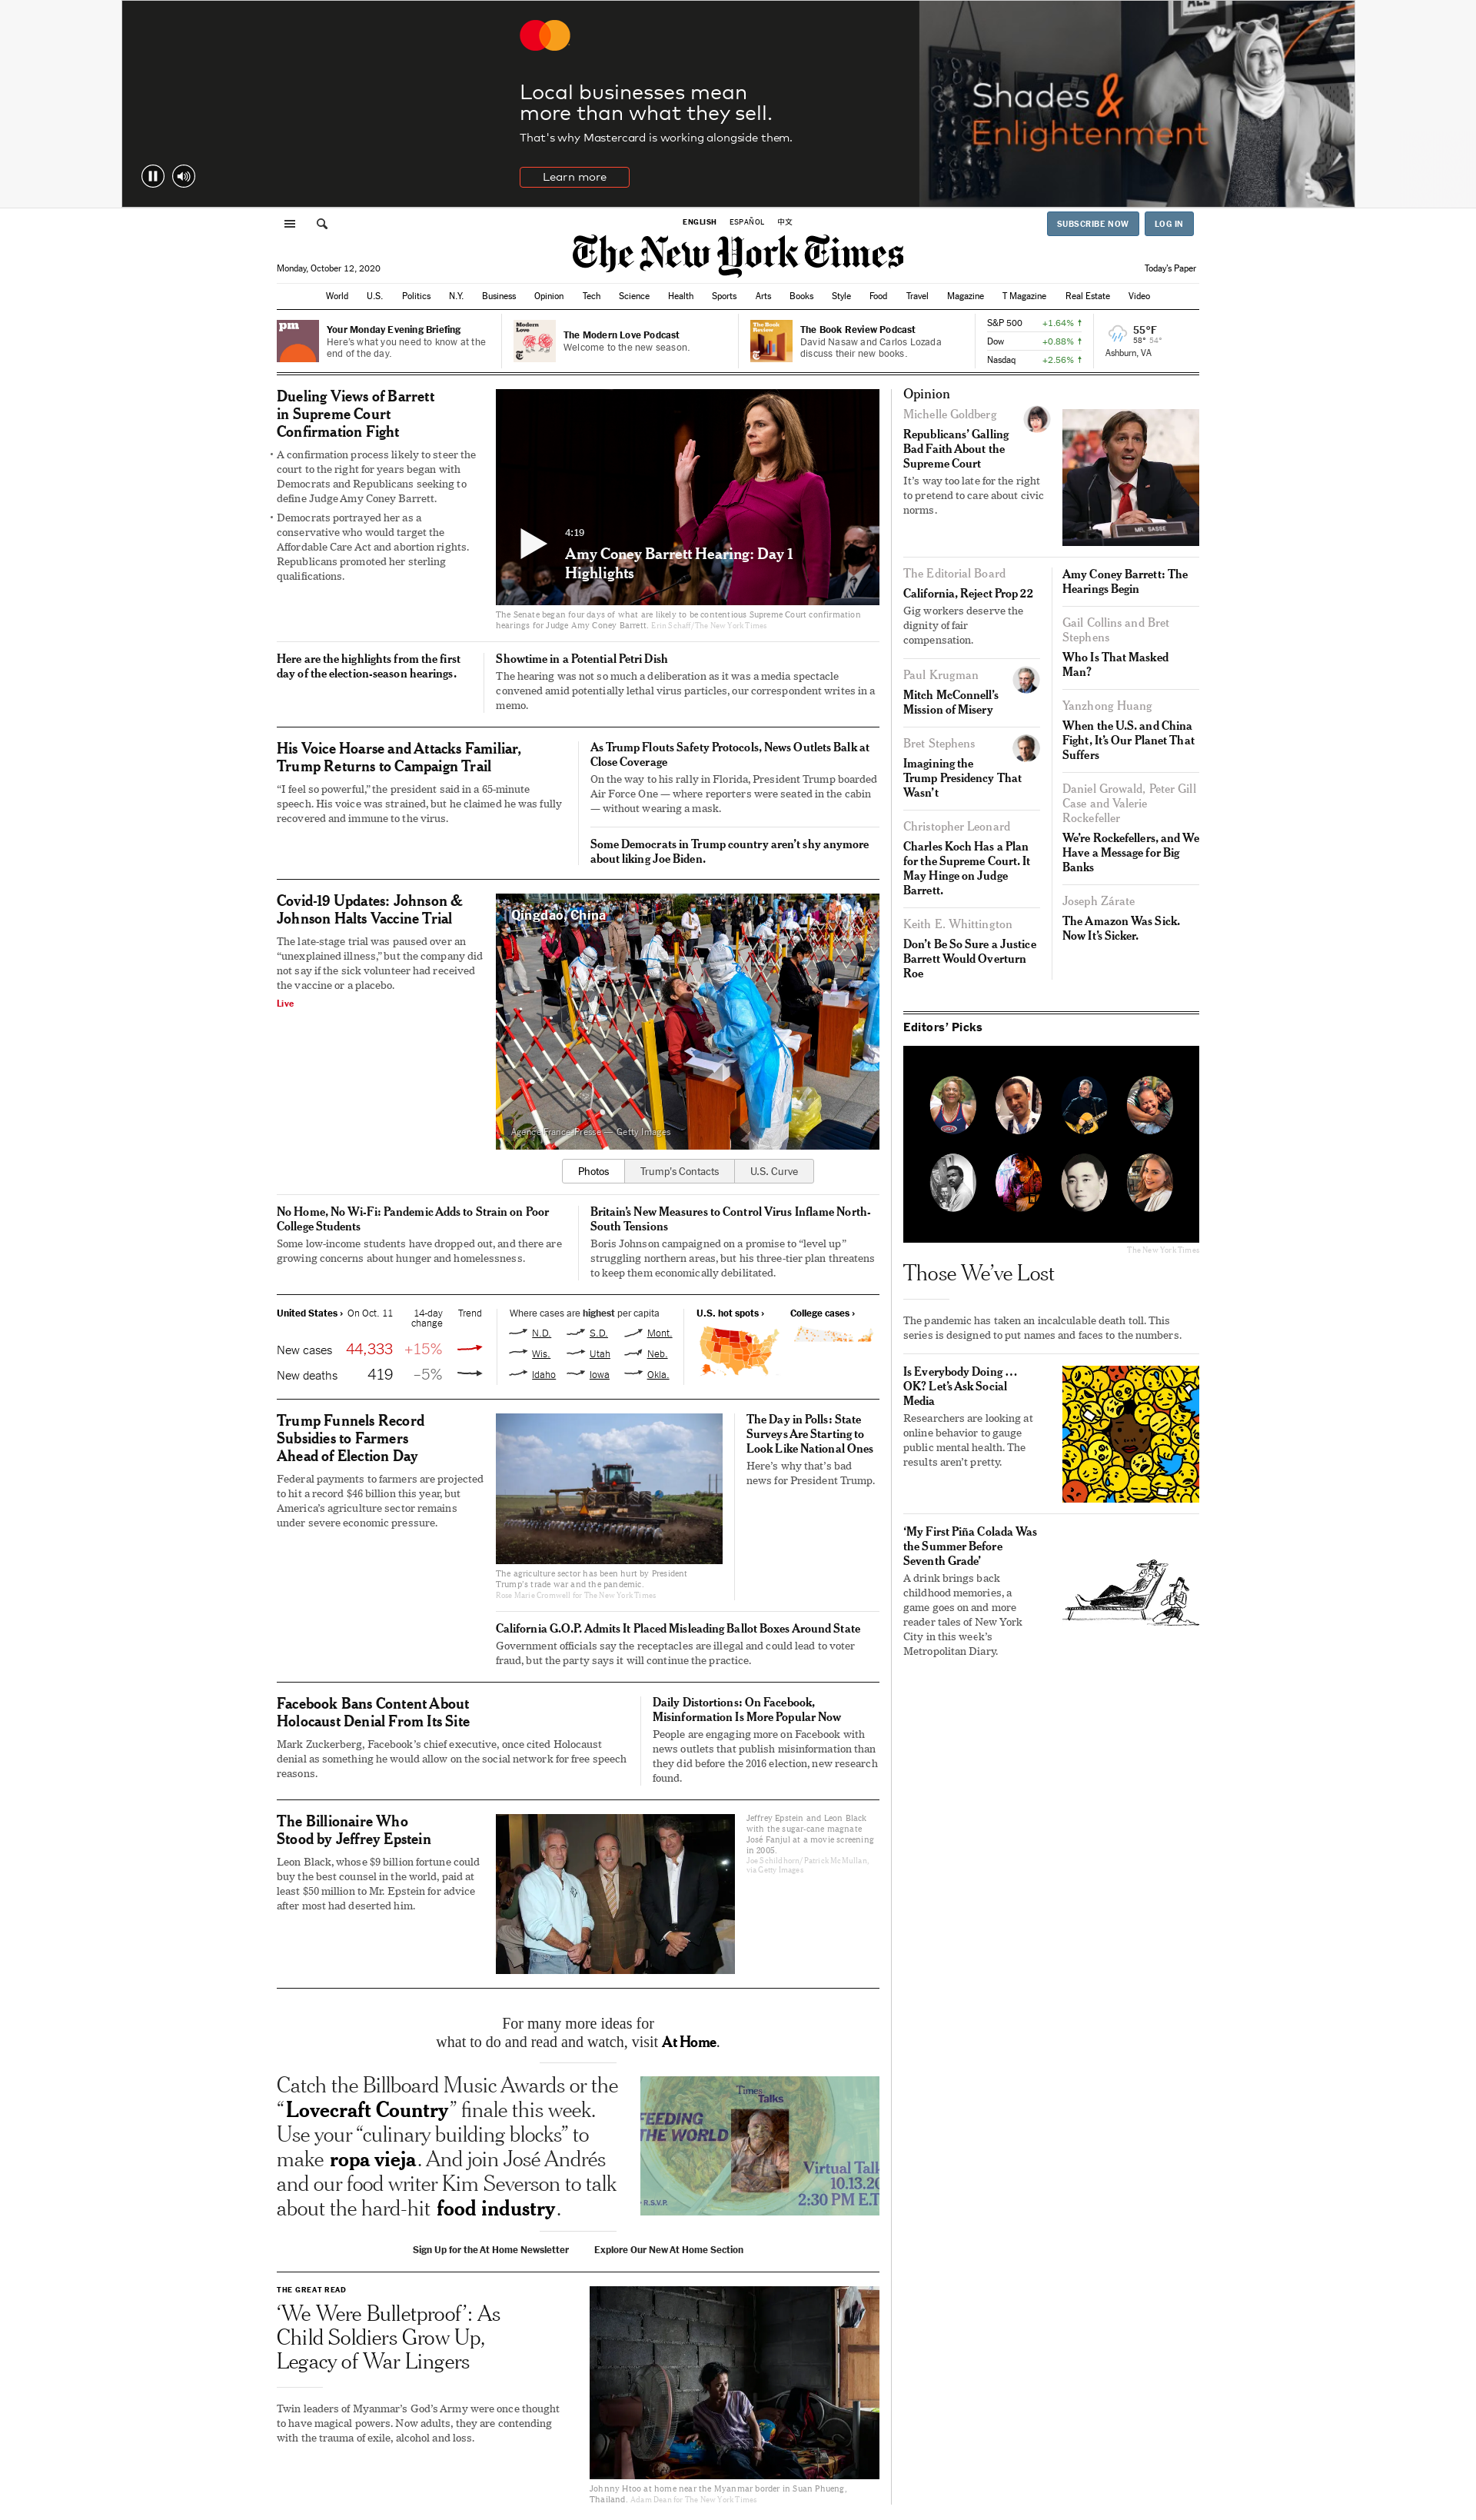 Local businesses mean
more than what they sell.
That's why Mastercard is working alongside them.
Learn more
ALL
Shades &
Enlightenment
ENGLISH
ESPAÑOL
中文
SUBSCRIBE NOW
LOG IN
The New York Times
Monday, October 12, 2020
Today's Paper
World
U.S.
Politics
N.Y.
Business
Opinion
Tech
Science
Health
Sports
Arts
Books
Style
Food
Travel
Magazine
T Magazine
Real Estate
Video
pm
Your Monday Evening Briefing
Here's what you need to know at the
end of the day.
Modern
Love
The Modern Love Podcast
Welcome to the new season.
The Book
Review
The Book Review Podcast
David Nasaw and Carlos Lozada
discuss their new books.
S&P 500 +1.64% ↑
Dow +0.88% ↑
Nasdaq +2.56% ↑
55°F
58° 54°
Ashburn, VA
Dueling Views of Barrett
in Supreme Court
Confirmation Fight
• A confirmation process likely to steer the
court to the right for years began with
Democrats and Republicans seeking to
define Judge Amy Coney Barrett.
• Democrats portrayed her as a
conservative who would target the
Affordable Care Act and abortion rights.
Republicans promoted her sterling
qualifications.
4:19
Amy Coney Barrett Hearing: Day 1
Highlights
The Senate began four days of what are likely to be contentious Supreme Court confirmation
hearings for Judge Amy Coney Barrett. Erin Schaff/The New York Times
Here are the highlights from the first
day of the election-season hearings.
Showtime in a Potential Petri Dish
The hearing was not so much a deliberation as it was a media spectacle
convened amid potentially lethal virus particles, our correspondent writes in a
memo.
His Voice Hoarse and Attacks Familiar,
Trump Returns to Campaign Trail
“I feel so powerful,” the president said in a 65-minute
speech. His voice was strained, but he claimed he was fully
recovered and immune to the virus.
As Trump Flouts Safety Protocols, News Outlets Balk at
Close Coverage
On the way to his rally in Florida, President Trump boarded
Air Force One — where reporters were seated in the cabin
— without wearing a mask.
Some Democrats in Trump country aren’t shy anymore
about liking Joe Biden.
Covid-19 Updates: Johnson &
Johnson Halts Vaccine Trial
The late-stage trial was paused over an
“unexplained illness,” but the company did
not say if the sick volunteer had received
the vaccine or a placebo.
Live
Qingdao, China
Agence France-Presse — Getty Images
Photos
Trump's Contacts
U.S. Curve
No Home, No Wi-Fi: Pandemic Adds to Strain on Poor
College Students
Some low-income students have dropped out, and there are
growing concerns about hunger and homelessness.
Britain’s New Measures to Control Virus Inflame North-
South Tensions
Boris Johnson campaigned on a promise to “level up”
struggling northern areas, but his three-tier plan threatens
to keep them economically debilitated.
United States › On Oct. 11 14-day
change Trend
New cases 44,333 +15%
New deaths 419 –5%
Where cases are highest per capita
N.D. S.D. Mont.
Wis. Utah Neb.
Idaho Iowa Okla.
U.S. hot spots ›
College cases ›
Trump Funnels Record
Subsidies to Farmers
Ahead of Election Day
Federal payments to farmers are projected
to hit a record $46 billion this year, but
America’s agriculture sector remains
under severe economic pressure.
The agriculture sector has been hurt by President
Trump’s trade war and the pandemic.
Rose Marie Cromwell for The New York Times
The Day in Polls: State
Surveys Are Starting to
Look Like National Ones
Here’s why that’s bad
news for President Trump.
California G.O.P. Admits It Placed Misleading Ballot Boxes Around State
Government officials say the receptacles are illegal and could lead to voter
fraud, but the party says it will continue the practice.
Facebook Bans Content About
Holocaust Denial From Its Site
Mark Zuckerberg, Facebook’s chief executive, once cited Holocaust
denial as something he would allow on the social network for free speech
reasons.
Daily Distortions: On Facebook,
Misinformation Is More Popular Now
People are engaging more on Facebook with
news outlets that publish misinformation than
they did before the 2016 election, new research
found.
The Billionaire Who
Stood by Jeffrey Epstein
Leon Black, whose $9 billion fortune could
buy the best counsel in the world, paid at
least $50 million to Mr. Epstein for advice
after most had deserted him.
Jeffrey Epstein and Leon Black
with the sugar-cane magnate
José Fanjul at a movie screening
in 2005.
Joe Schildhorn/Patrick McMullan,
via Getty Images
For many more ideas for
what to do and read and watch, visit At Home.
Catch the Billboard Music Awards or the
“Lovecraft Country” finale this week.
Use your “culinary building blocks” to
make ropa vieja. And join José Andrés
and our food writer Kim Severson to talk
about the hard-hit food industry.
Times
Talks
FEEDING
THE WORLD
Virtual Talk
10.13.20
2:30 PM E.T.
R.S.V.P.
Sign Up for the At Home Newsletter
Explore Our New At Home Section
THE GREAT READ
‘We Were Bulletproof’: As
Child Soldiers Grow Up,
Legacy of War Lingers
Twin leaders of Myanmar’s God’s Army were once thought
to have magical powers. Now adults, they are contending
with the trauma of exile, alcohol and loss.
Johnny Htoo at home near the Myanmar border in Suan Phueng,
Thailand. Adam Dean for The New York Times
Opinion
Michelle Goldberg
Republicans’ Galling
Bad Faith About the
Supreme Court
It’s way too late for the right
to pretend to care about civic
norms.
MR. SASSE
The Editorial Board
California, Reject Prop 22
Gig workers deserve the
dignity of fair
compensation.
Paul Krugman
Mitch McConnell’s
Mission of Misery
Bret Stephens
Imagining the
Trump Presidency That
Wasn’t
Christopher Leonard
Charles Koch Has a Plan
for the Supreme Court. It
May Hinge on Judge
Barrett.
Keith E. Whittington
Don’t Be So Sure a Justice
Barrett Would Overturn
Roe
Amy Coney Barrett: The
Hearings Begin
Gail Collins and Bret
Stephens
Who Is That Masked
Man?
Yanzhong Huang
When the U.S. and China
Fight, It’s Our Planet That
Suffers
Daniel Growald, Peter Gill
Case and Valerie
Rockefeller
We’re Rockefellers, and We
Have a Message for Big
Banks
Joseph Zárate
The Amazon Was Sick.
Now It’s Sicker.
Editors’ Picks
The New York Times
Those We’ve Lost
The pandemic has taken an incalculable death toll. This
series is designed to put names and faces to the numbers.
Is Everybody Doing …
OK? Let’s Ask Social
Media
Researchers are looking at
online behavior to gauge
public mental health. The
results aren’t pretty.
‘My First Piña Colada Was
the Summer Before
Seventh Grade’
A drink brings back
childhood memories, a
game goes on and more
reader tales of New York
City in this week’s
Metropolitan Diary.